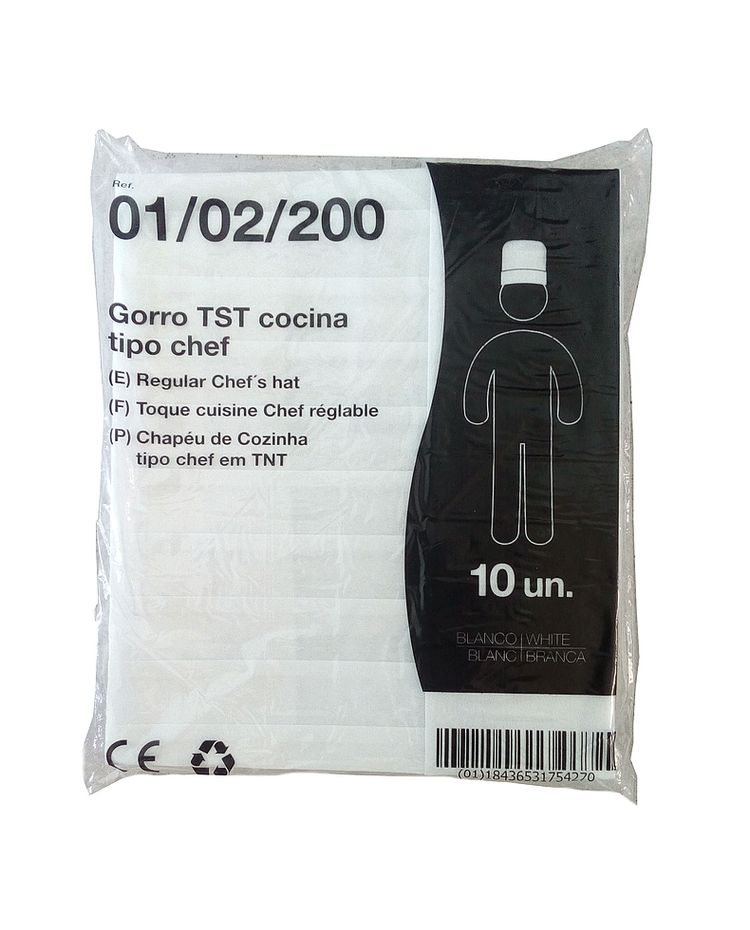 Ref.
01/02/200
Gorro TST cocina
tipo chef
(E) Regular Chef´s hat
(F) Toque cuisine Chef réglable
(P) Chapéu de Cozinha
tipo chef em TNT
10 un.
BLANCO WHITE
BLANC BRANCA
CE
(01)18436531754270